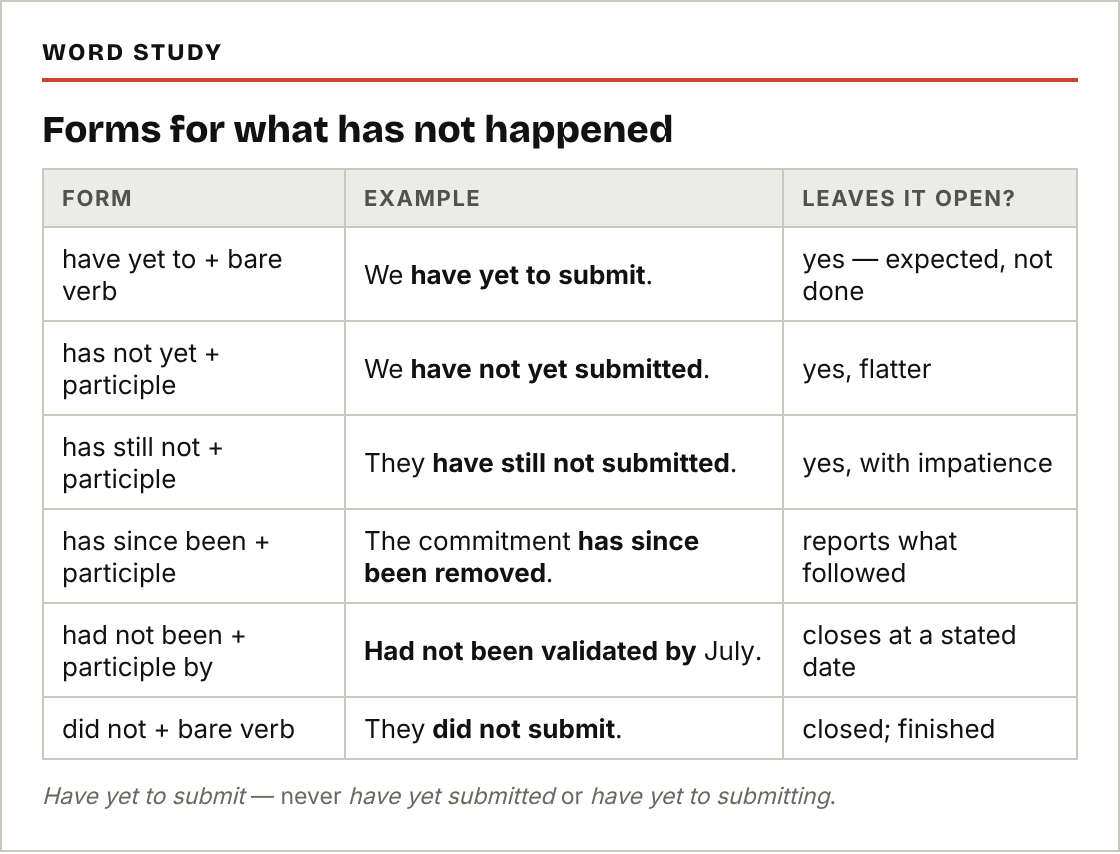 WORD STUDY
Forms for what has not happened
FORM
EXAMPLE
LEAVES IT OPEN?
have yet to + bare
verb
We have yet to submit.
yes — expected, not
done
has not yet +
participle
We have not yet submitted.
yes, flatter
has still not +
participle
They have still not submitted.
yes, with impatience
has since been +
participle
The commitment has since
been removed.
reports what
followed
had not been +
participle by
Had not been validated by July.
closes at a stated
date
did not + bare verb
They did not submit.
closed; finished
Have yet to submit — never have yet submitted or have yet to submitting.